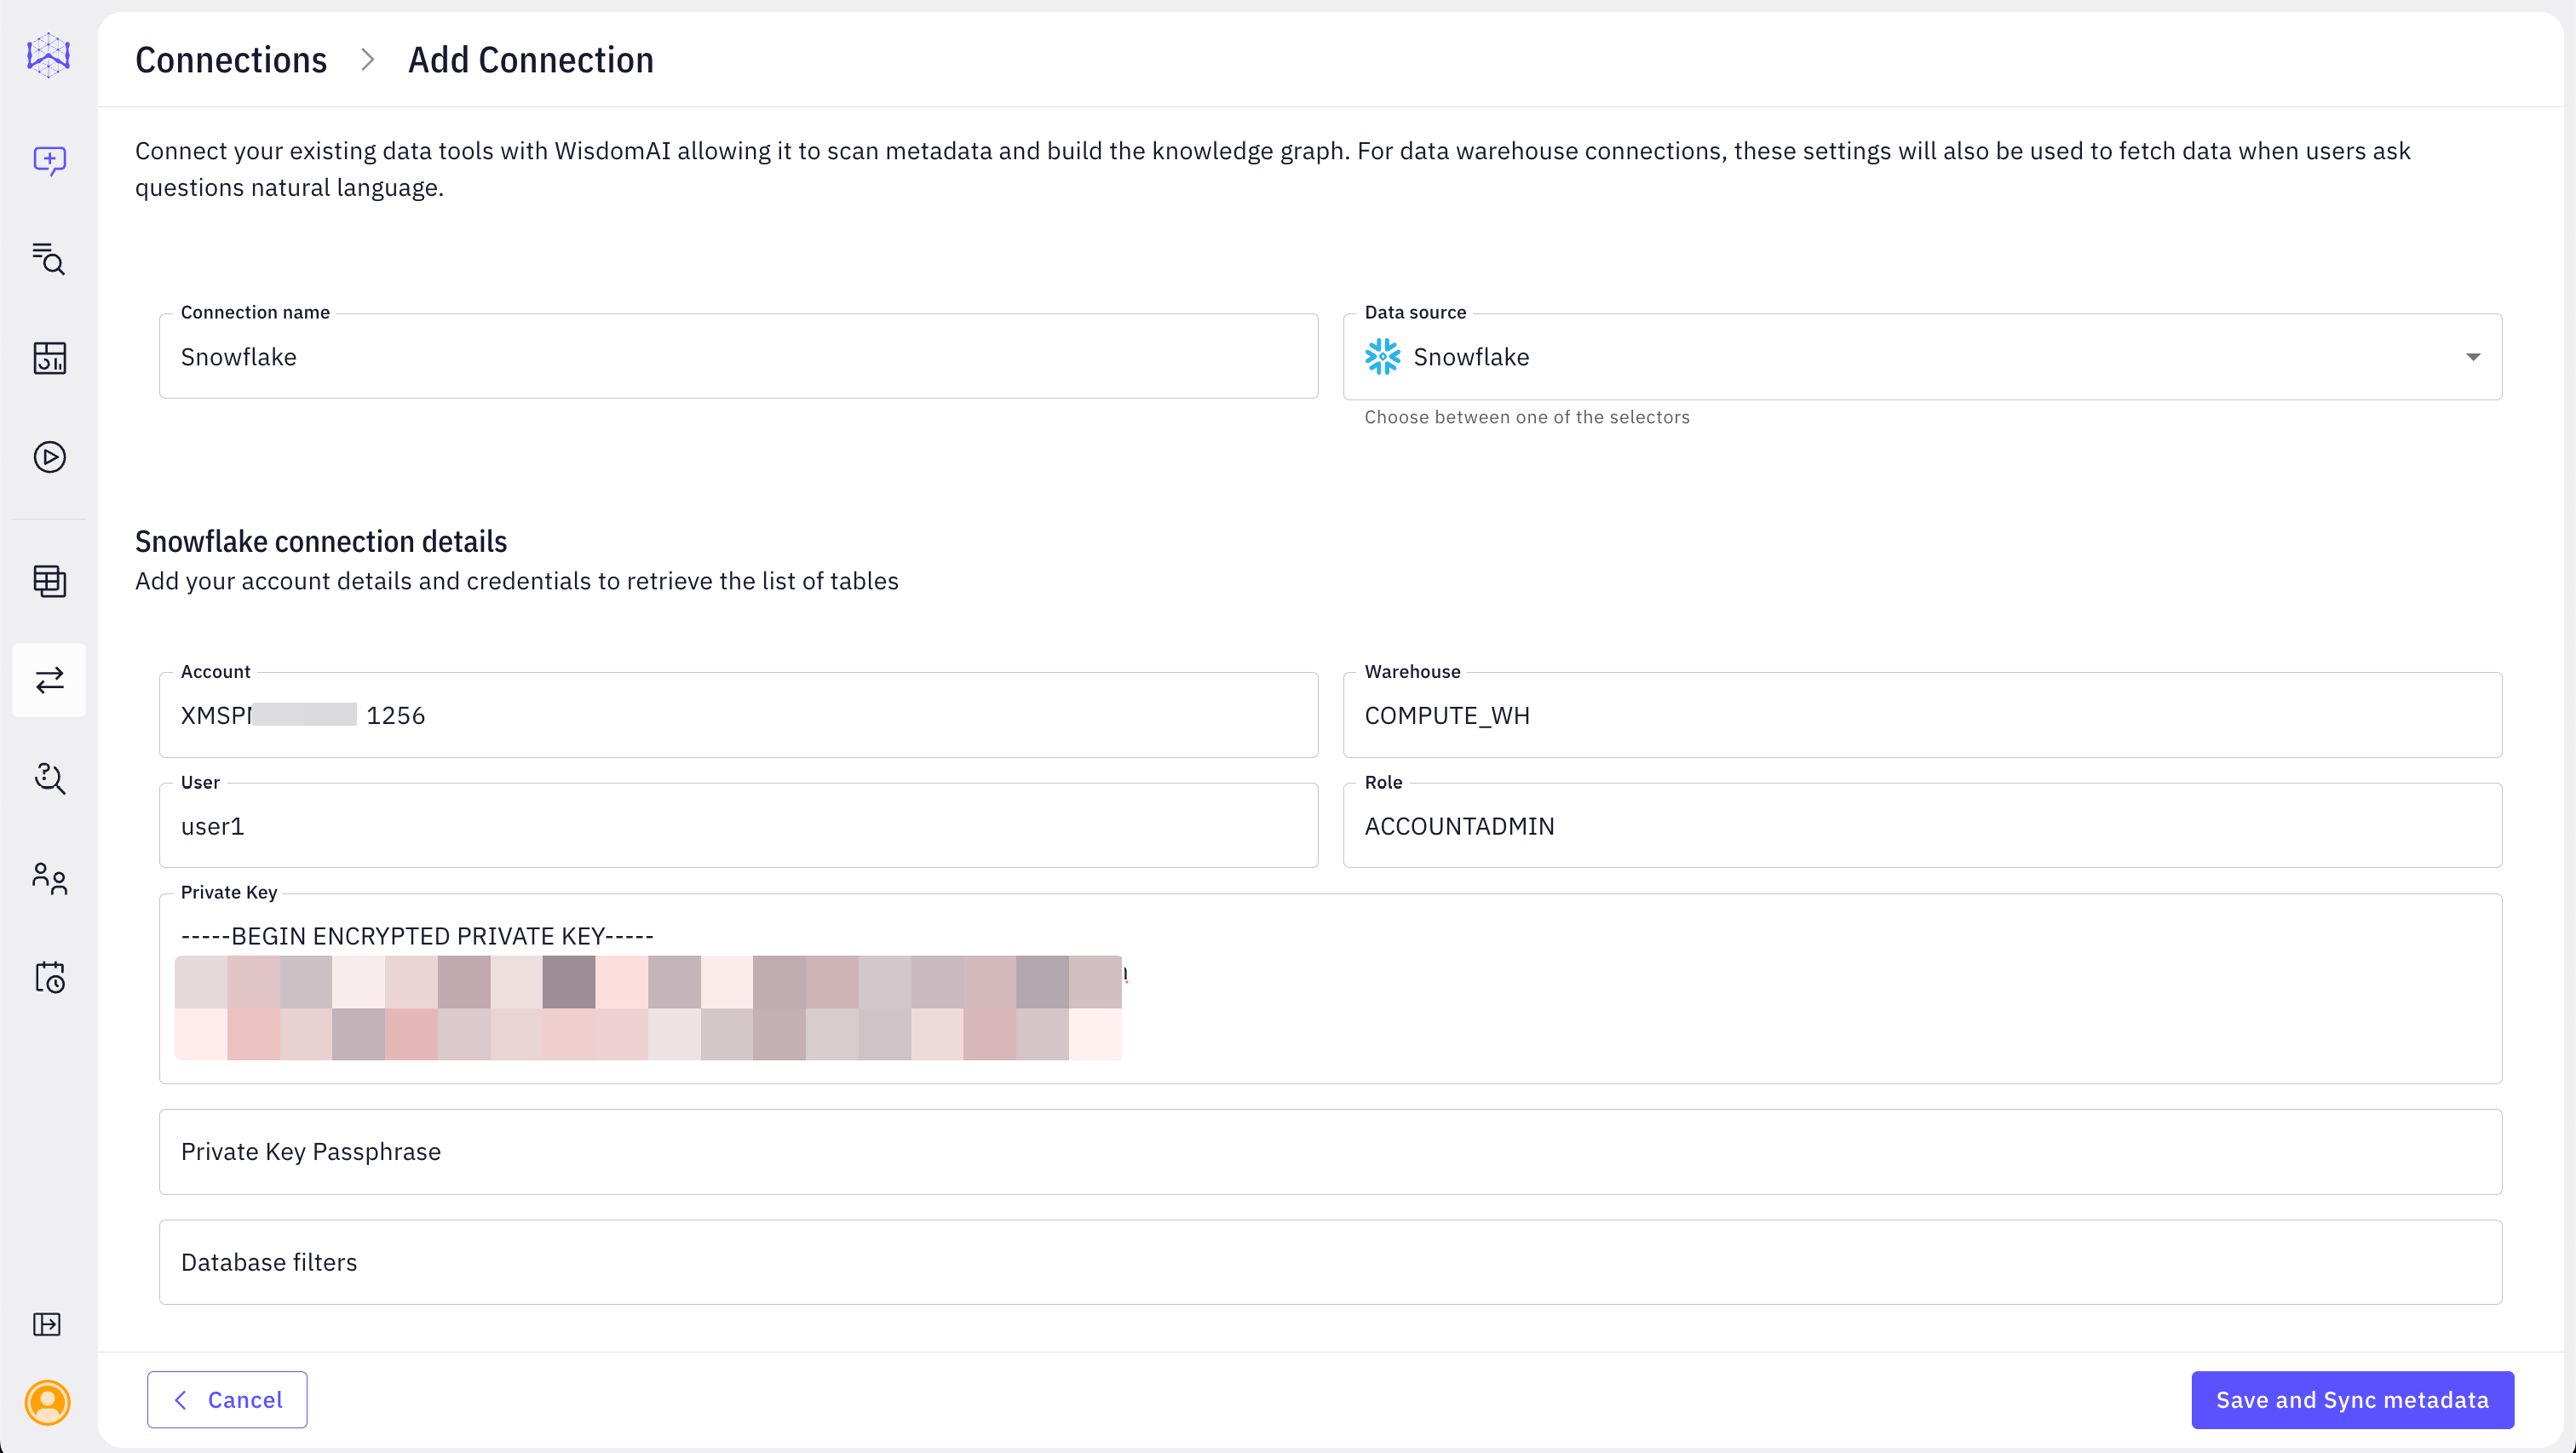 Connections > Add Connection
Connect your existing data tools with WisdomAI allowing it to scan metadata and build the knowledge graph. For data warehouse connections, these settings will also be used to fetch data when users ask
questions natural language.
Connection name
Snowflake
Data source
Snowflake
Choose between one of the selectors
Snowflake connection details
Add your account details and credentials to retrieve the list of tables
Account
XMSP 1256
Warehouse
COMPUTE_WH
User
user1
Role
ACCOUNTADMIN
Private Key
-----BEGIN ENCRYPTED PRIVATE KEY-----
Private Key Passphrase
Database filters
Cancel
Save and Sync metadata